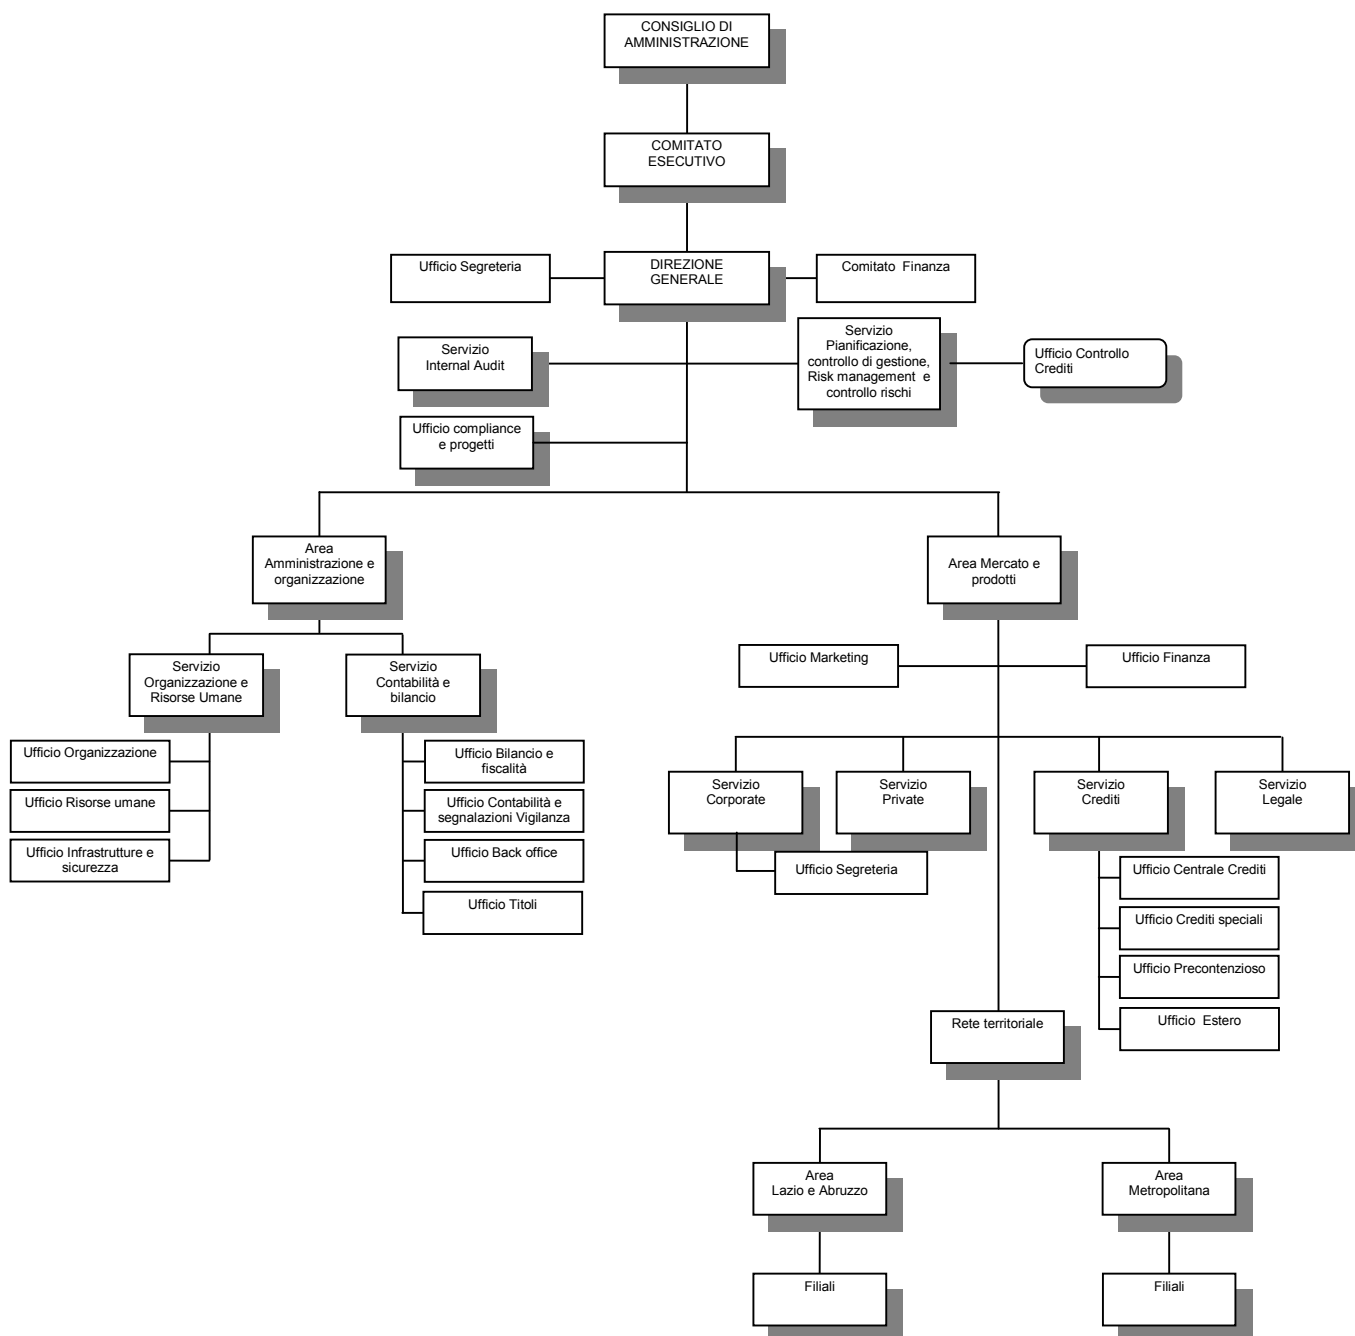 CONSIGLIO DI
AMMINISTRAZIONE
COMITATO
ESECUTIVO
Ufficio Segreteria
DIREZIONE
GENERALE
Comitato Finanza
Servizio
Internal Audit
Servizio
Pianificazione,
controllo di gestione,
Risk management e
controllo rischi
Ufficio Controllo
Crediti
Ufficio compliance
e progetti
Area
Amministrazione e
organizzazione
Area Mercato e
prodotti
Servizio
Organizzazione e
Risorse Umane
Servizio
Contabilità e
bilancio
Ufficio Marketing
Ufficio Finanza
Ufficio Organizzazione
Ufficio Risorse umane
Ufficio Infrastrutture e
sicurezza
Ufficio Bilancio e
fiscalità
Ufficio Contabilità e
segnalazioni Vigilanza
Ufficio Back office
Ufficio Titoli
Servizio
Corporate
Servizio
Private
Servizio
Crediti
Servizio
Legale
Ufficio Segreteria
Ufficio Centrale Crediti
Ufficio Crediti speciali
Ufficio Precontenzioso
Ufficio Estero
Rete territoriale
Area
Lazio e Abruzzo
Area
Metropolitana
Filiali
Filiali